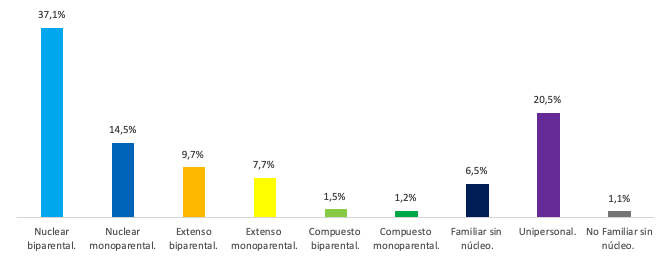 37,1%
14,5%
9,7%
7,7%
1,5%
1,2%
6,5%
20,5%
1,1%
Nuclear
biparental.
Nuclear
monoparental.
Extenso
biparental.
Extenso
monoparental.
Compuesto
biparental.
Compuesto
monoparental.
Familiar sin
núcleo.
Unipersonal.
No Familiar sin
núcleo.